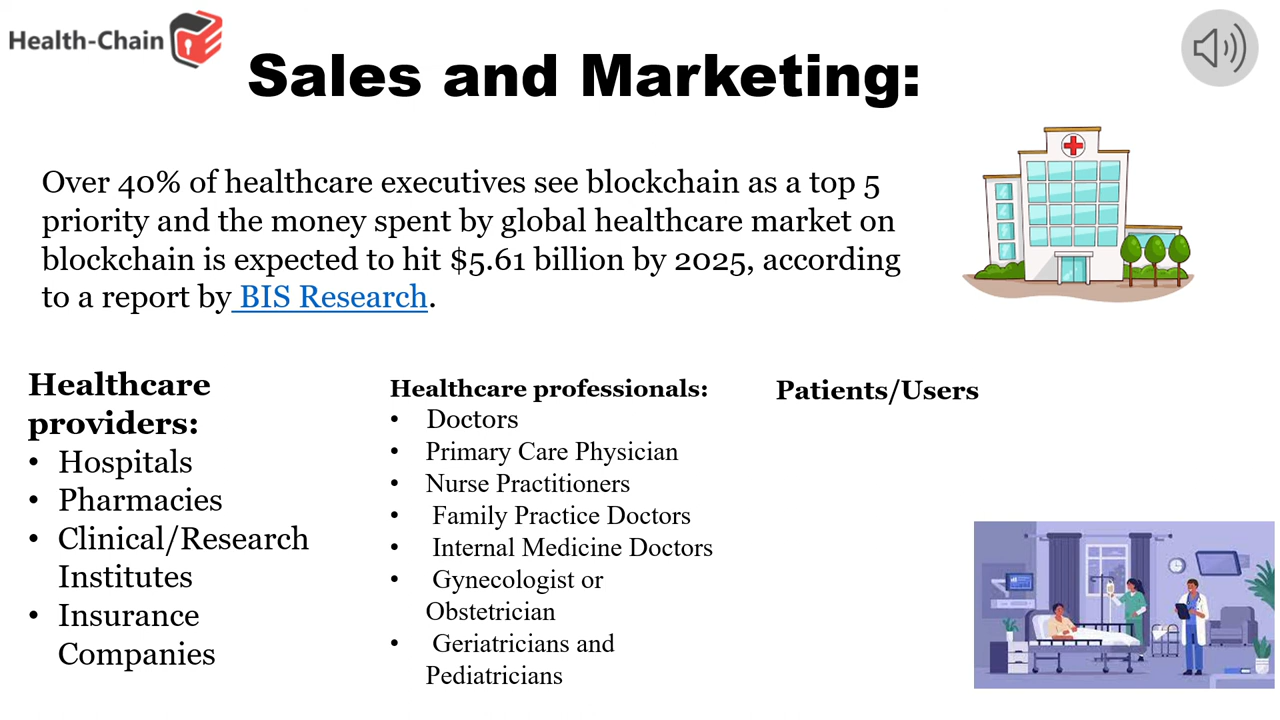 Health-Chain
Sales and Marketing:
Over 40% of healthcare executives see blockchain as a top 5
priority and the money spent by global healthcare market on
blockchain is expected to hit $5.61 billion by 2025, according
to a report by BIS Research.
Healthcare
providers:
• Hospitals
• Pharmacies
• Clinical/Research
Institutes
• Insurance
Companies
Healthcare professionals:
• Doctors
• Primary Care Physician
• Nurse Practitioners
• Family Practice Doctors
• Internal Medicine Doctors
• Gynecologist or
Obstetrician
• Geriatricians and
Pediatricians
Patients/Users